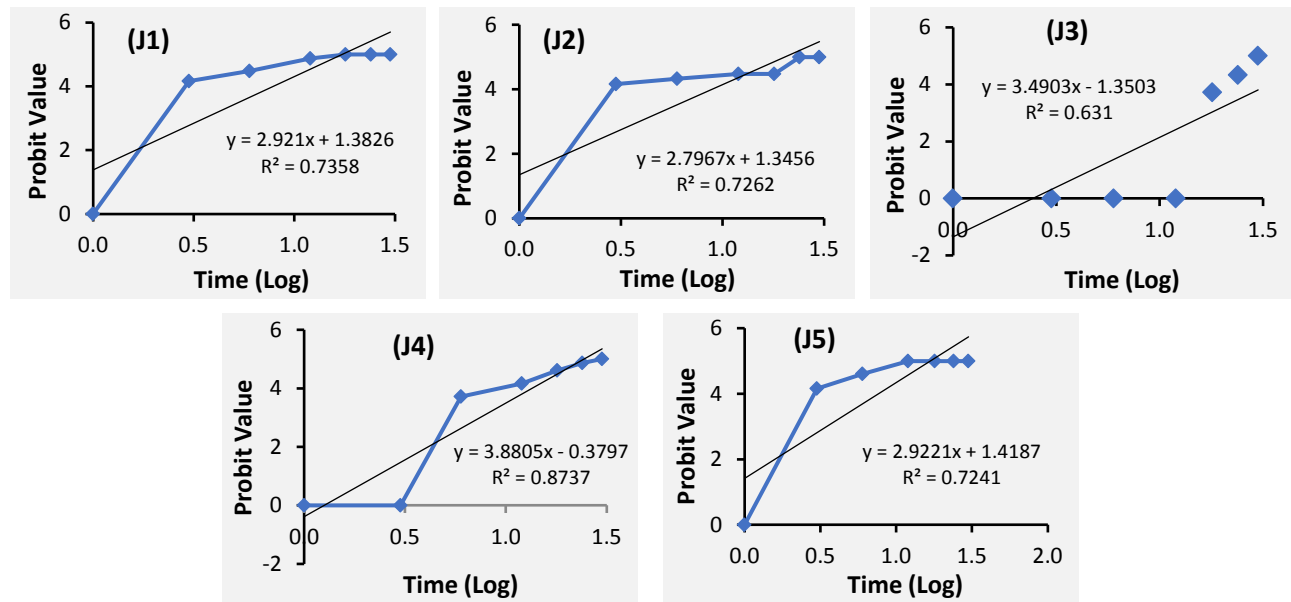 (J1)
Probit Value
6
4
2
0
y = 2.921x + 1.3826
R² = 0.7358
0.0 0.5 1.0 1.5
Time (Log)
(J2)
Probit Value
6
4
2
0
y = 2.7967x + 1.3456
R² = 0.7262
0.0 0.5 1.0 1.5
Time (Log)
(J3)
Probit Value
6
4
2
0
-2
y = 3.4903x - 1.3503
R² = 0.631
0.0 0.5 1.0 1.5
Time (Log)
(J4)
Probit Value
6
4
2
0
-2
y = 3.8805x - 0.3797
R² = 0.8737
0.0 0.5 1.0 1.5
Time (Log)
(J5)
Probit Value
6
4
2
0
y = 2.9221x + 1.4187
R² = 0.7241
0.0 0.5 1.0 1.5 2.0
Time (Log)